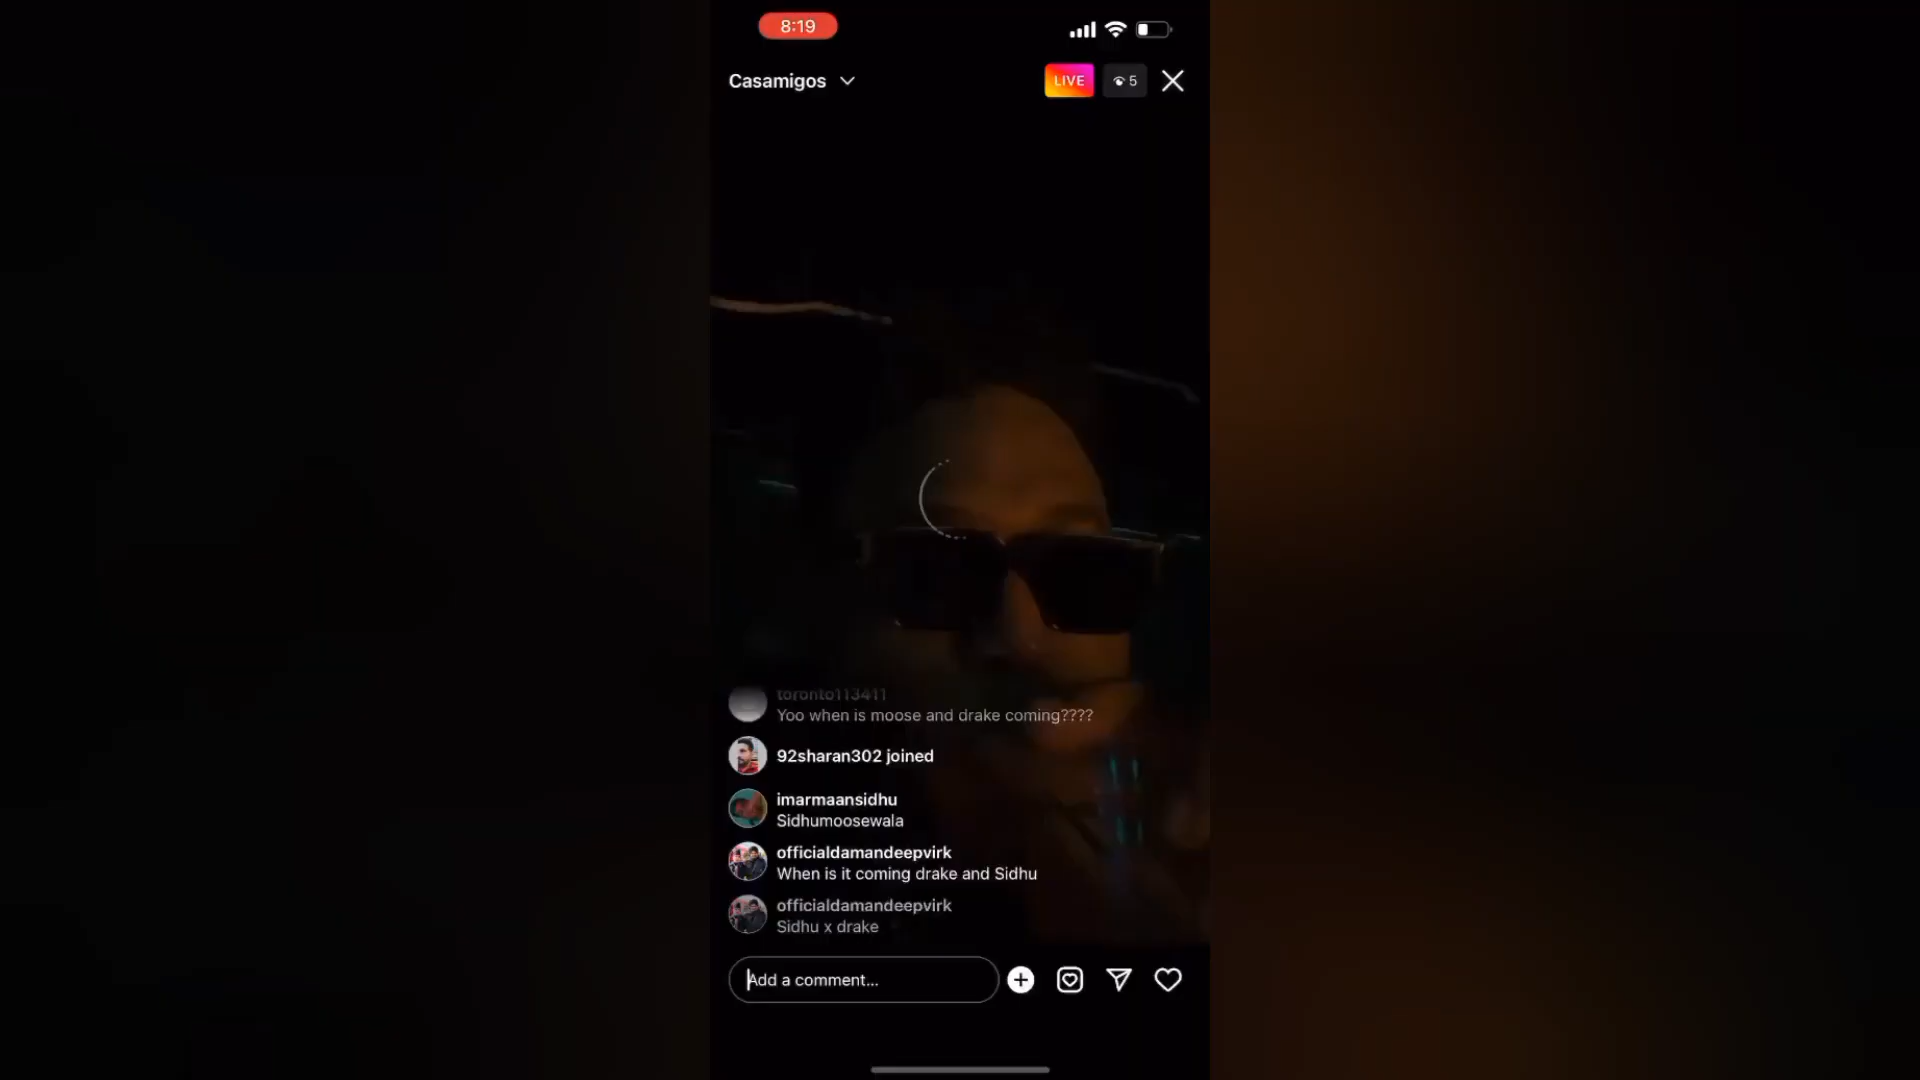 8:19
Casamigos
LIVE
5
toronto113411
Yoo when is moose and drake coming????
92sharan302 joined
imarmaansidhu
Sidhumoosewala
officialdamandeepvirk
When is it coming drake and Sidhu
officialdamandeepvirk
Sidhu x drake
Add a comment...